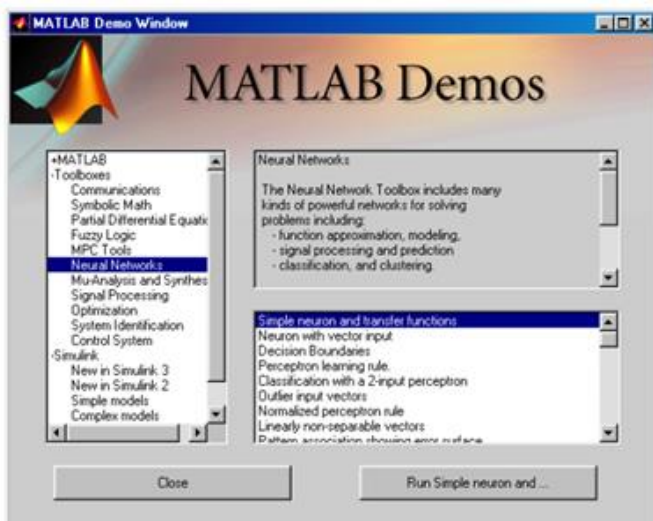 MATLAB Demo Window
MATLAB Demos
+MATLAB
-Toolboxes
Communications
Symbolic Math
Partial Differential Equatic
Fuzzy Logic
MPC Tools
Neural Networks
Mu-Analysis and Synthes
Signal Processing
Optimization
System Identification
Control System
-Simulink
New in Simulink 3
New in Simulink 2
Simple models
Complex models
Neural Networks
The Neural Network Toolbox includes many
kinds of powerful networks for solving
problems including:
- function approximation, modeling,
- signal processing and prediction
- classification, and clustering.
Simple neuron and transfer functions
Neuron with vector input
Decision Boundaries
Perceptron learning rule.
Classification with a 2-input perceptron
Outlier input vectors
Normalized perceptron rule
Linearly non-separable vectors
Pattern association showing error surface
Close
Run Simple neuron and ...